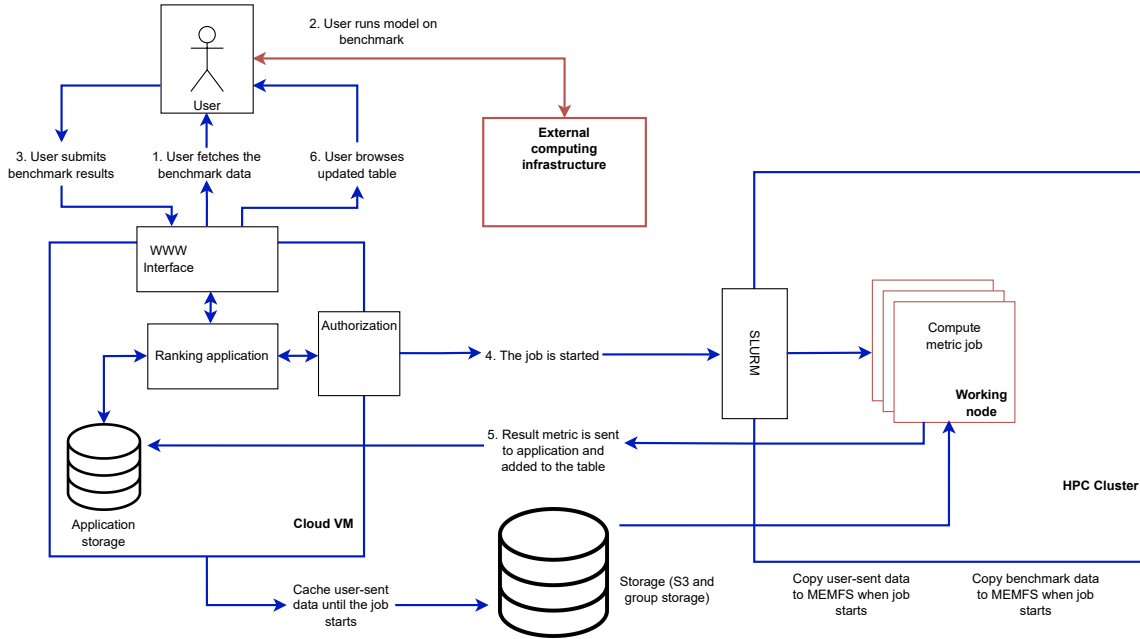 2. User runs model on
benchmark
User
3. User submits
benchmark results
1. User fetches the
benchmark data
6. User browses
updated table
External
computing
infrastructure
WWW
Interface
Authorization
Ranking application
4. The job is started
SLURM
Compute
metric job
Working
node
5. Result metric is sent
to application and
added to the table
HPC Cluster
Application
storage
Cloud VM
Cache user-sent
data until the job
starts
Storage (S3 and
group storage)
Copy user-sent data
to MEMFS when job
starts
Copy benchmark data
to MEMFS when job
starts